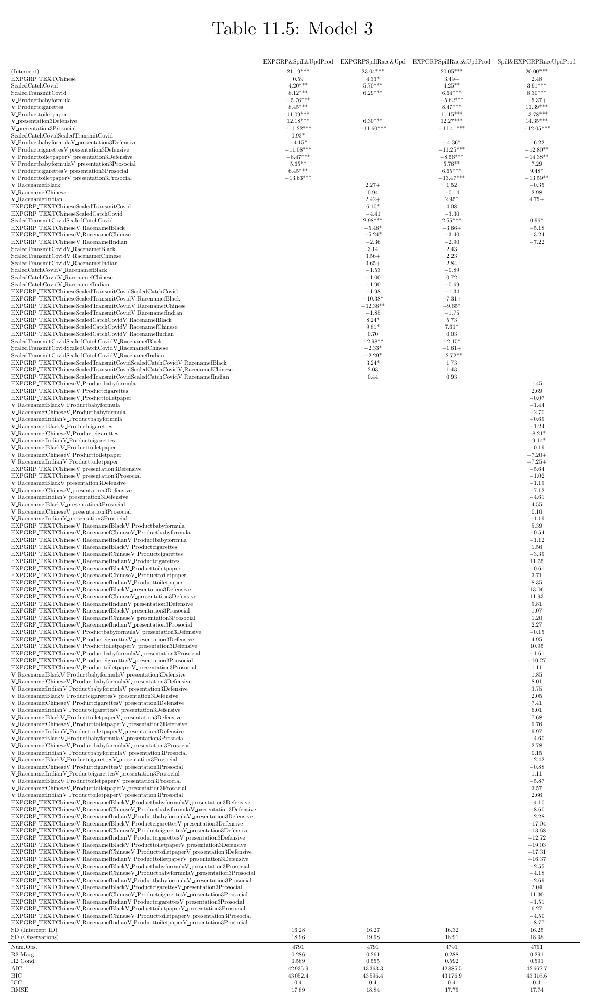 Table 11.5: Model 3
EXPGRP&Spill&UpdProd EXPGRPSpillRace&Upd EXPGRPSpillRace&UpdProd Spill&EXPGRPRaceUpdProd
(Intercept) 21.19*** 23.04*** 20.05*** 20.00***
EXPGRP_TEXTChinese 0.59 4.33* 3.49+ 2.48
ScaledCatchCovid 4.20*** 5.70*** 4.25** 3.91***
ScaledTransmitCovid 8.12*** 6.29*** 6.64*** 8.30***
V_Productbabyformula −5.76*** −5.62*** −5.37+
V_Productcigarettes 8.45*** 8.47*** 11.39***
V_Producttoiletpaper 11.09*** 11.15*** 13.78***
V_presentation3Defensive 12.18*** 6.30*** 12.27*** 14.35***
V_presentation3Prosocial −11.22*** −11.60*** −11.41*** −12.05***
ScaledCatchCovidScaledTransmitCovid 0.93*
V_ProductbabyformulaV_presentation3Defensive −4.15* −4.36* −6.22
V_ProductcigarettesV_presentation3Defensive −11.08*** −11.25*** −12.80**
V_ProducttoiletpaperV_presentation3Defensive −8.47*** −8.56*** −14.38**
V_ProductbabyformulaV_presentation3Prosocial 5.65** 5.76** 7.29
V_ProductcigarettesV_presentation3Prosocial 6.45*** 6.65*** 9.48*
V_ProducttoiletpaperV_presentation3Prosocial −13.63*** −13.47*** −13.59**
V_RacenamefBlack 2.27+ 1.52 −0.35
V_RacenamefChinese 0.94 −0.14 2.98
V_RacenamefIndian 2.42+ 2.95* 4.75+
EXPGRP_TEXTChineseScaledTransmitCovid 6.10* 4.08
EXPGRP_TEXTChineseScaledCatchCovid −4.41 −3.30
ScaledTransmitCovidScaledCatchCovid 2.98*** 2.55*** 0.96*
EXPGRP_TEXTChineseV_RacenamefBlack −5.48* −3.66+ −5.18
EXPGRP_TEXTChineseV_RacenamefChinese −5.24* −3.40 −3.24
EXPGRP_TEXTChineseV_RacenamefIndian −2.36 −2.90 −7.22
ScaledTransmitCovidV_RacenamefBlack 3.14 2.43
ScaledTransmitCovidV_RacenamefChinese 3.56+ 2.23
ScaledTransmitCovidV_RacenamefIndian 3.65+ 2.84
ScaledCatchCovidV_RacenamefBlack −1.53 −0.89
ScaledCatchCovidV_RacenamefChinese −1.00 0.72
ScaledCatchCovidV_RacenamefIndian −1.90 −0.69
EXPGRP_TEXTChineseScaledTransmitCovidScaledCatchCovid −1.98 −1.34
EXPGRP_TEXTChineseScaledTransmitCovidV_RacenamefBlack −10.38* −7.31+
EXPGRP_TEXTChineseScaledTransmitCovidV_RacenamefChinese −12.38** −9.65*
EXPGRP_TEXTChineseScaledTransmitCovidV_RacenamefIndian −1.85 −1.75
EXPGRP_TEXTChineseScaledCatchCovidV_RacenamefBlack 8.24* 5.73
EXPGRP_TEXTChineseScaledCatchCovidV_RacenamefChinese 9.81* 7.61*
EXPGRP_TEXTChineseScaledCatchCovidV_RacenamefIndian 0.70 0.03
ScaledTransmitCovidScaledCatchCovidV_RacenamefBlack −2.98** −2.15*
ScaledTransmitCovidScaledCatchCovidV_RacenamefChinese −2.33* −1.61+
ScaledTransmitCovidScaledCatchCovidV_RacenamefIndian −2.29* −2.72**
EXPGRP_TEXTChineseScaledTransmitCovidScaledCatchCovidV_RacenamefBlack 3.24* 1.73
EXPGRP_TEXTChineseScaledTransmitCovidScaledCatchCovidV_RacenamefChinese 2.03 1.43
EXPGRP_TEXTChineseScaledTransmitCovidScaledCatchCovidV_RacenamefIndian 0.44 0.93
EXPGRP_TEXTChineseV_Productbabyformula 1.45
EXPGRP_TEXTChineseV_Productcigarettes 2.69
EXPGRP_TEXTChineseV_Producttoiletpaper −0.07
V_RacenamefBlackV_Productbabyformula −1.44
V_RacenamefChineseV_Productbabyformula −2.70
V_RacenamefIndianV_Productbabyformula −0.69
V_RacenamefBlackV_Productcigarettes −1.24
V_RacenamefChineseV_Productcigarettes −8.21*
V_RacenamefIndianV_Productcigarettes −9.14*
V_RacenamefBlackV_Producttoiletpaper −0.19
V_RacenamefChineseV_Producttoiletpaper −7.20+
V_RacenamefIndianV_Producttoiletpaper −7.25+
EXPGRP_TEXTChineseV_presentation3Defensive −5.64
EXPGRP_TEXTChineseV_presentation3Prosocial −1.02
V_RacenamefBlackV_presentation3Defensive −1.19
V_RacenamefChineseV_presentation3Defensive −7.12
V_RacenamefIndianV_presentation3Defensive −4.61
V_RacenamefBlackV_presentation3Prosocial 4.55
V_RacenamefChineseV_presentation3Prosocial 0.10
V_RacenamefIndianV_presentation3Prosocial −1.19
EXPGRP_TEXTChineseV_RacenamefBlackV_Productbabyformula 5.39
EXPGRP_TEXTChineseV_RacenamefChineseV_Productbabyformula −0.54
EXPGRP_TEXTChineseV_RacenamefIndianV_Productbabyformula −1.12
EXPGRP_TEXTChineseV_RacenamefBlackV_Productcigarettes 1.56
EXPGRP_TEXTChineseV_RacenamefChineseV_Productcigarettes −3.39
EXPGRP_TEXTChineseV_RacenamefIndianV_Productcigarettes 11.75
EXPGRP_TEXTChineseV_RacenamefBlackV_Producttoiletpaper −0.61
EXPGRP_TEXTChineseV_RacenamefChineseV_Producttoiletpaper 3.71
EXPGRP_TEXTChineseV_RacenamefIndianV_Producttoiletpaper 8.35
EXPGRP_TEXTChineseV_RacenamefBlackV_presentation3Defensive 13.06
EXPGRP_TEXTChineseV_RacenamefChineseV_presentation3Defensive 11.93
EXPGRP_TEXTChineseV_RacenamefIndianV_presentation3Defensive 9.81
EXPGRP_TEXTChineseV_RacenamefBlackV_presentation3Prosocial 1.07
EXPGRP_TEXTChineseV_RacenamefChineseV_presentation3Prosocial 1.20
EXPGRP_TEXTChineseV_RacenamefIndianV_presentation3Prosocial 2.27
EXPGRP_TEXTChineseV_ProductbabyformulaV_presentation3Defensive −0.15
EXPGRP_TEXTChineseV_ProductcigarettesV_presentation3Defensive 4.95
EXPGRP_TEXTChineseV_ProducttoiletpaperV_presentation3Defensive 10.95
EXPGRP_TEXTChineseV_ProductbabyformulaV_presentation3Prosocial −1.61
EXPGRP_TEXTChineseV_ProductcigarettesV_presentation3Prosocial −10.27
EXPGRP_TEXTChineseV_ProducttoiletpaperV_presentation3Prosocial 1.11
V_RacenamefBlackV_ProductbabyformulaV_presentation3Defensive 1.85
V_RacenamefChineseV_ProductbabyformulaV_presentation3Defensive 8.01
V_RacenamefIndianV_ProductbabyformulaV_presentation3Defensive 3.75
V_RacenamefBlackV_ProductcigarettesV_presentation3Defensive 2.05
V_RacenamefChineseV_ProductcigarettesV_presentation3Defensive 7.41
V_RacenamefIndianV_ProductcigarettesV_presentation3Defensive 6.01
V_RacenamefBlackV_ProducttoiletpaperV_presentation3Defensive 7.68
V_RacenamefChineseV_ProducttoiletpaperV_presentation3Defensive 9.76
V_RacenamefIndianV_ProducttoiletpaperV_presentation3Defensive 9.97
V_RacenamefBlackV_ProductbabyformulaV_presentation3Prosocial −4.60
V_RacenamefChineseV_ProductbabyformulaV_presentation3Prosocial 2.78
V_RacenamefIndianV_ProductbabyformulaV_presentation3Prosocial 0.15
V_RacenamefBlackV_ProductcigarettesV_presentation3Prosocial −2.42
V_RacenamefChineseV_ProductcigarettesV_presentation3Prosocial −0.88
V_RacenamefIndianV_ProductcigarettesV_presentation3Prosocial 1.11
V_RacenamefBlackV_ProducttoiletpaperV_presentation3Prosocial −5.87
V_RacenamefChineseV_ProducttoiletpaperV_presentation3Prosocial 3.57
V_RacenamefIndianV_ProducttoiletpaperV_presentation3Prosocial 2.66
EXPGRP_TEXTChineseV_RacenamefBlackV_ProductbabyformulaV_presentation3Defensive −4.10
EXPGRP_TEXTChineseV_RacenamefChineseV_ProductbabyformulaV_presentation3Defensive −8.60
EXPGRP_TEXTChineseV_RacenamefIndianV_ProductbabyformulaV_presentation3Defensive −2.28
EXPGRP_TEXTChineseV_RacenamefBlackV_ProductcigarettesV_presentation3Defensive −17.04
EXPGRP_TEXTChineseV_RacenamefChineseV_ProductcigarettesV_presentation3Defensive −13.68
EXPGRP_TEXTChineseV_RacenamefIndianV_ProductcigarettesV_presentation3Defensive −12.72
EXPGRP_TEXTChineseV_RacenamefBlackV_ProducttoiletpaperV_presentation3Defensive −19.03
EXPGRP_TEXTChineseV_RacenamefChineseV_ProducttoiletpaperV_presentation3Defensive −17.31
EXPGRP_TEXTChineseV_RacenamefIndianV_ProducttoiletpaperV_presentation3Defensive −16.37
EXPGRP_TEXTChineseV_RacenamefBlackV_ProductbabyformulaV_presentation3Prosocial −2.55
EXPGRP_TEXTChineseV_RacenamefChineseV_ProductbabyformulaV_presentation3Prosocial −4.18
EXPGRP_TEXTChineseV_RacenamefIndianV_ProductbabyformulaV_presentation3Prosocial −2.69
EXPGRP_TEXTChineseV_RacenamefBlackV_ProductcigarettesV_presentation3Prosocial 2.04
EXPGRP_TEXTChineseV_RacenamefChineseV_ProductcigarettesV_presentation3Prosocial 11.30
EXPGRP_TEXTChineseV_RacenamefIndianV_ProductcigarettesV_presentation3Prosocial −1.51
EXPGRP_TEXTChineseV_RacenamefBlackV_ProducttoiletpaperV_presentation3Prosocial 6.27
EXPGRP_TEXTChineseV_RacenamefChineseV_ProducttoiletpaperV_presentation3Prosocial −4.50
EXPGRP_TEXTChineseV_RacenamefIndianV_ProducttoiletpaperV_presentation3Prosocial −8.77
SD (Intercept ID) 16.28 16.27 16.32 16.25
SD (Observations) 18.96 19.98 18.91 18.98
Num.Obs. 4791 4791 4791 4791
R2 Marg. 0.286 0.261 0.288 0.291
R2 Cond. 0.589 0.555 0.592 0.591
AIC 42 935.9 43 363.3 42 885.5 42 662.7
BIC 43 052.4 43 596.4 43 176.9 43 316.6
ICC 0.4 0.4 0.4 0.4
RMSE 17.89 18.84 17.79 17.74